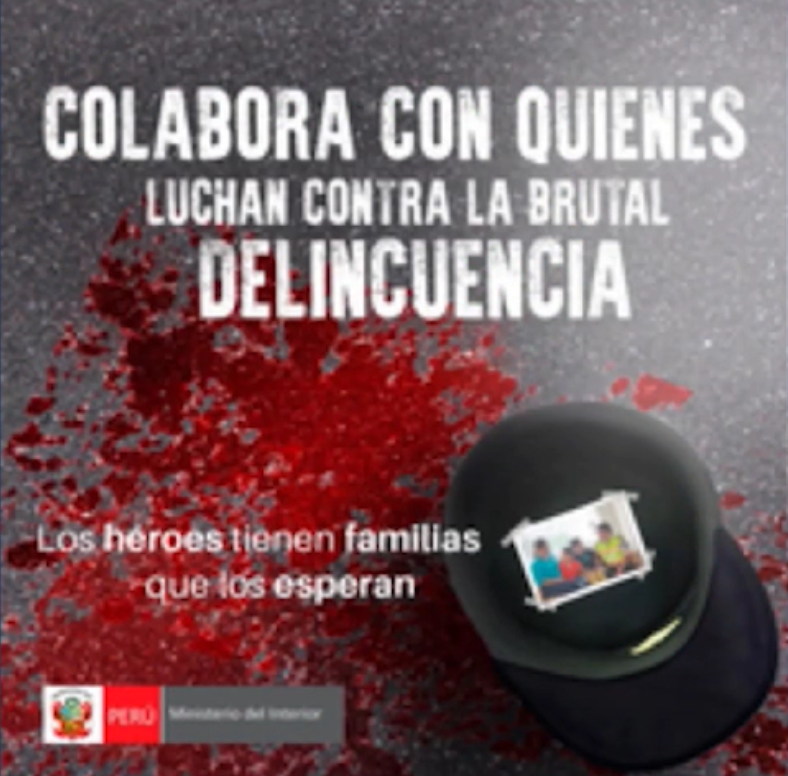 COLABORA CON QUIENES
LUCHAN CONTRA LA BRUTAL
DELINCUENCIA
Los héroes tienen familias
que los esperan
PERÚ Ministerio del Interior